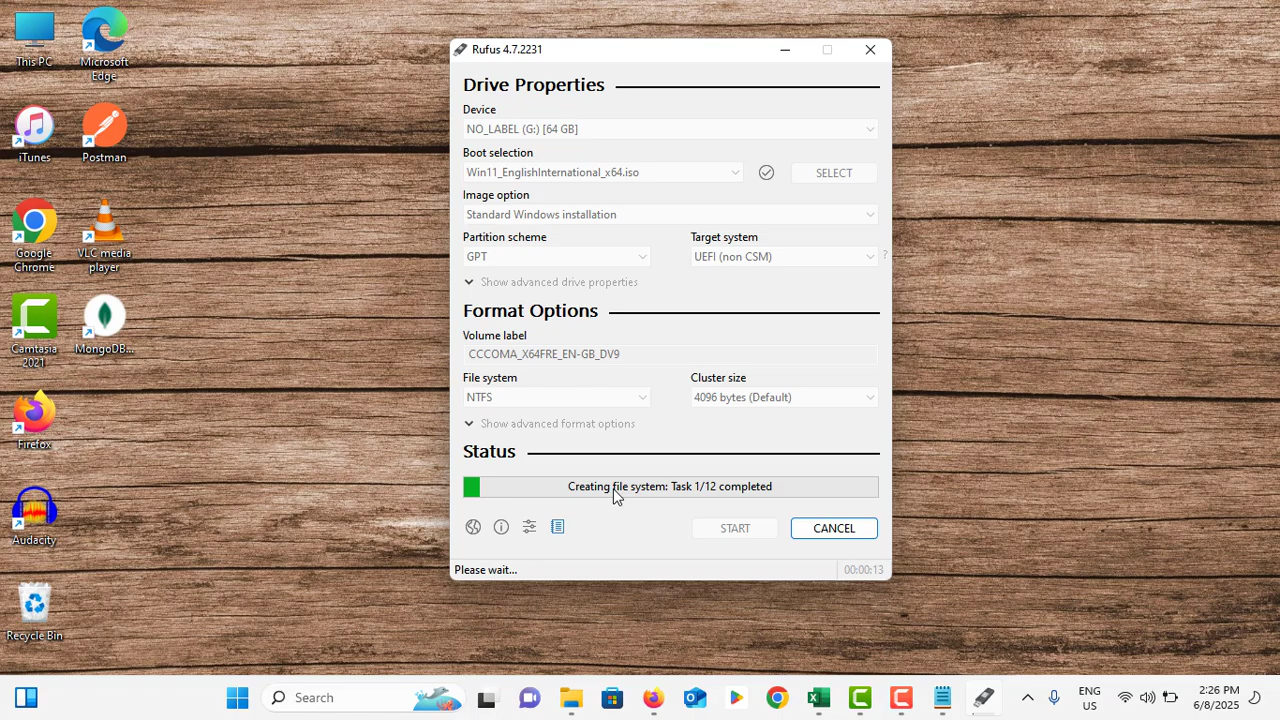 This PC
Microsoft
Edge
iTunes
Postman
Google
Chrome
VLC media
player
Camtasia
2021
MongoDB...
Firefox
Audacity
Recycle Bin
Rufus 4.7.2231
Drive Properties
Device
NO_LABEL (G:) [64 GB]
Boot selection
Win11_EnglishInternational_x64.iso
SELECT
Image option
Standard Windows installation
Partition scheme
Target system
GPT
UEFI (non CSM)
?
Show advanced drive properties
Format Options
Volume label
CCCOMA_X64FRE_EN-GB_DV9
File system
Cluster size
NTFS
4096 bytes (Default)
Show advanced format options
Status
Creating file system: Task 1/12 completed
START
CANCEL
Please wait...
00:00:13
Search
ENG
US
2:26 PM
6/8/2025